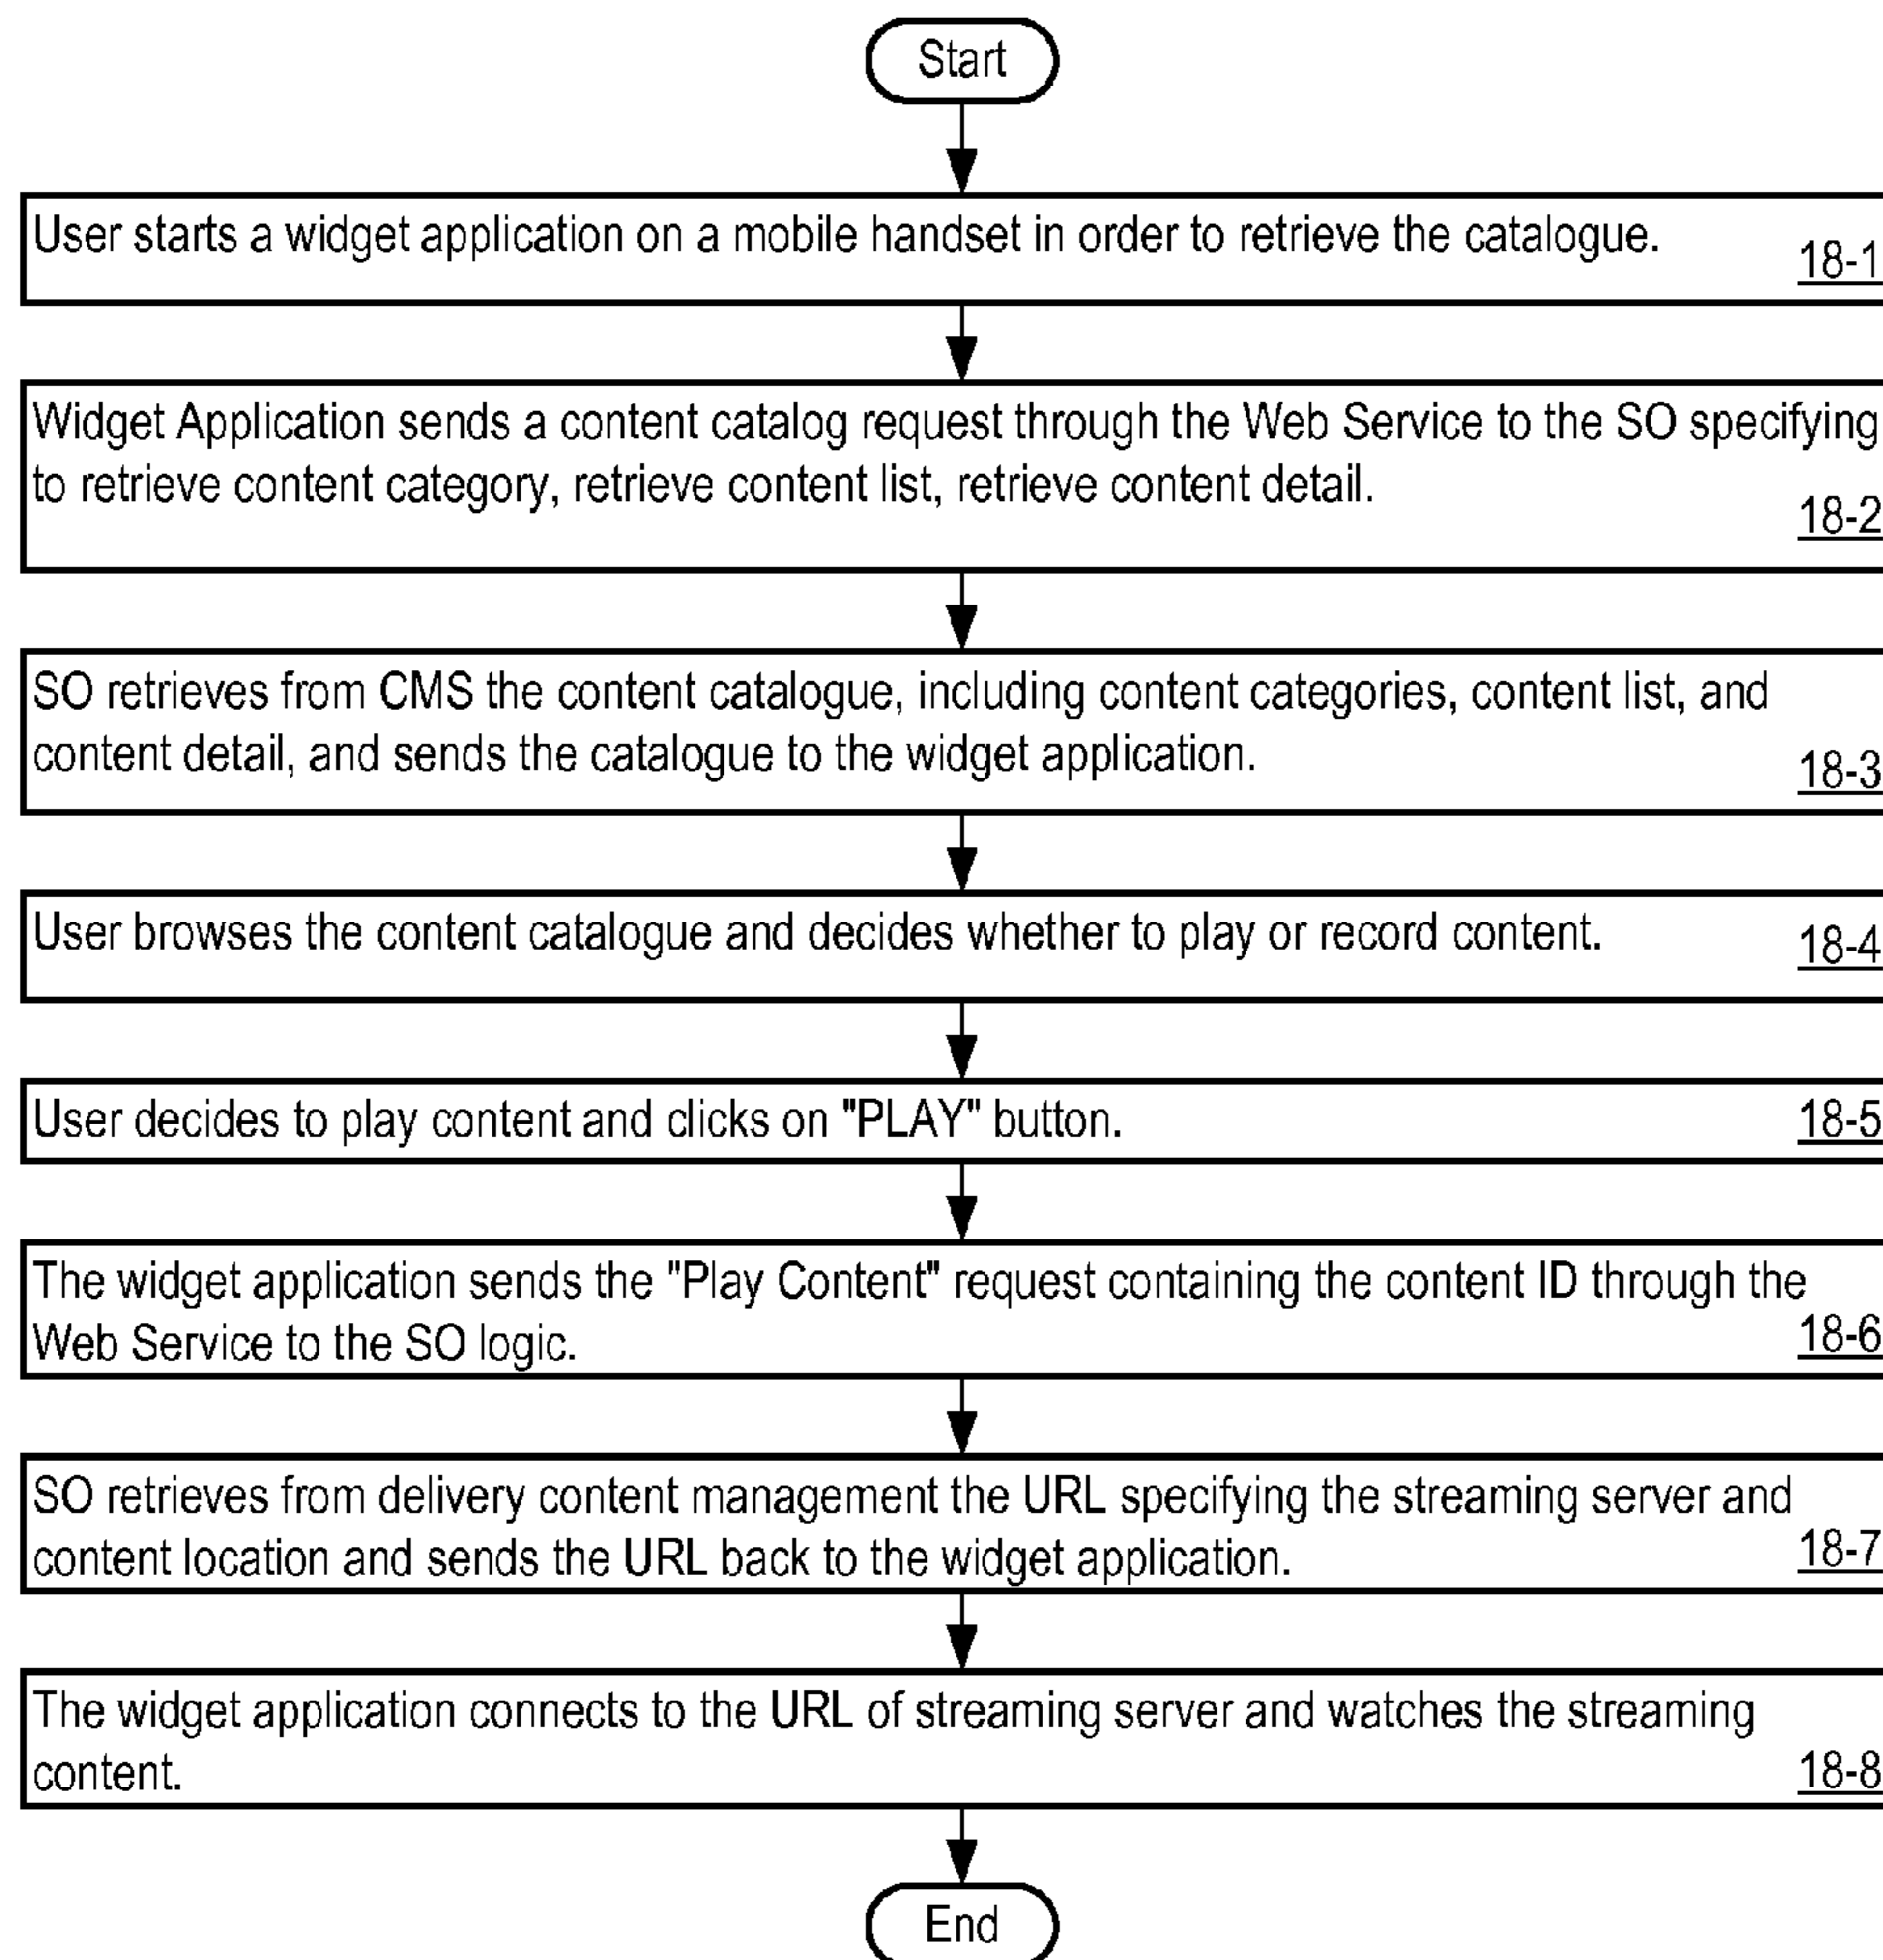 Start
User starts a widget application on a mobile handset in order to retrieve the catalogue.
18-1
Widget Application sends a content catalog request through the Web Service to the SO specifying
to retrieve content category, retrieve content list, retrieve content detail.
18-2
SO retrieves from CMS the content catalogue, including content categories, content list, and
content detail, and sends the catalogue to the widget application.
18-3
User browses the content catalogue and decides whether to play or record content.
18-4
User decides to play content and clicks on "PLAY" button.
18-5
The widget application sends the "Play Content" request containing the content ID through the
Web Service to the SO logic.
18-6
SO retrieves from delivery content management the URL specifying the streaming server and
content location and sends the URL back to the widget application.
18-7
The widget application connects to the URL of streaming server and watches the streaming
content.
18-8
End